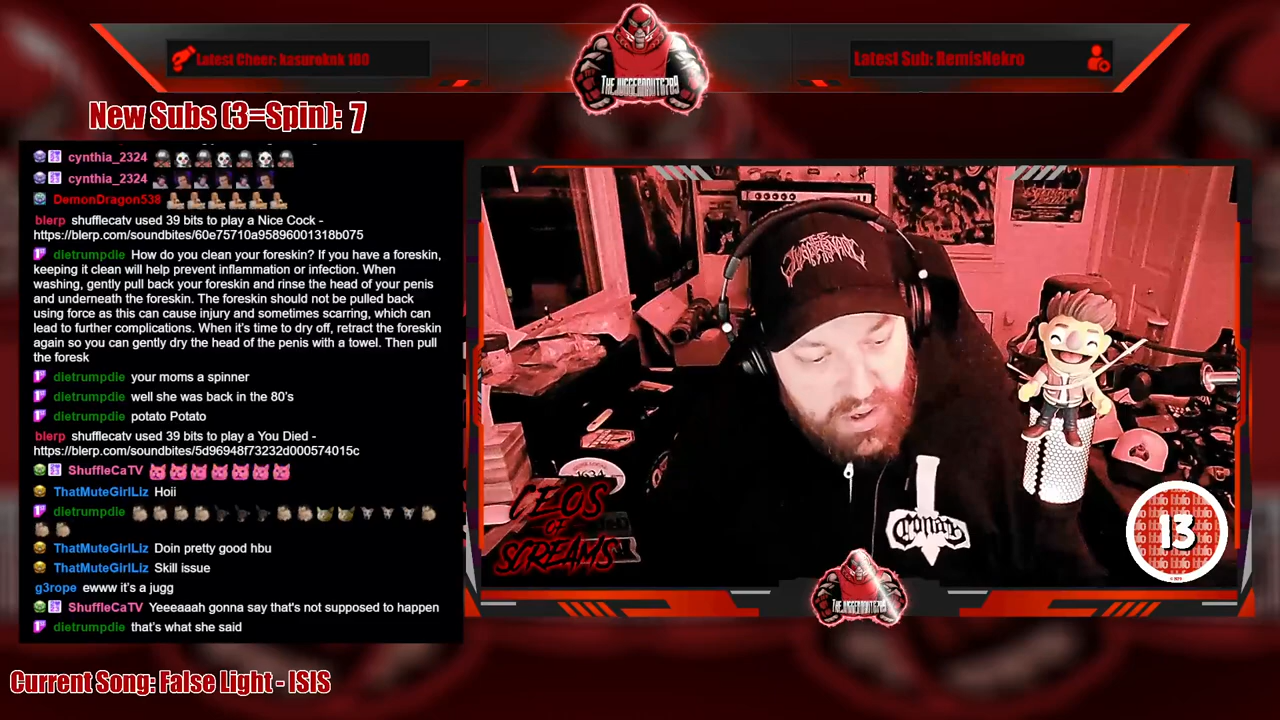 Latest Cheer: kasuroknk 100
THEJUGGERNAUT6789
Latest Sub: RemisNekro
New Subs (3=Spin): 7
cynthia_2324
cynthia_2324
DemonDragon538
blerp shufflecatv used 39 bits to play a Nice Cock -
https://blerp.com/soundbites/60e75710a95896001318b075
dietrumpdie How do you clean your foreskin? If you have a foreskin,
keeping it clean will help prevent inflammation or infection. When
washing, gently pull back your foreskin and rinse the head of your penis
and underneath the foreskin. The foreskin should not be pulled back
using force as this can cause injury and sometimes scarring, which can
lead to further complications. When it's time to dry off, retract the foreskin
again so you can gently dry the head of the penis with a towel. Then pull
the foresk
dietrumpdie your moms a spinner
dietrumpdie well she was back in the 80's
dietrumpdie potato Potato
blerp shufflecatv used 39 bits to play a You Died -
https://blerp.com/soundbites/5d96948f73232d000574015c
ShuffleCaTV
ThatMuteGirlLiz Hoii
dietrumpdie
ThatMuteGirlLiz Doin pretty good hbu
ThatMuteGirlLiz Skill issue
g3rope ewww it's a jugg
ShuffleCaTV Yeeeaaah gonna say that's not supposed to happen
dietrumpdie that's what she said
CEOS
OF
SCREAMS
CONAN
13
THEJUGGERNAUT6789
Current Song: False Light - ISIS